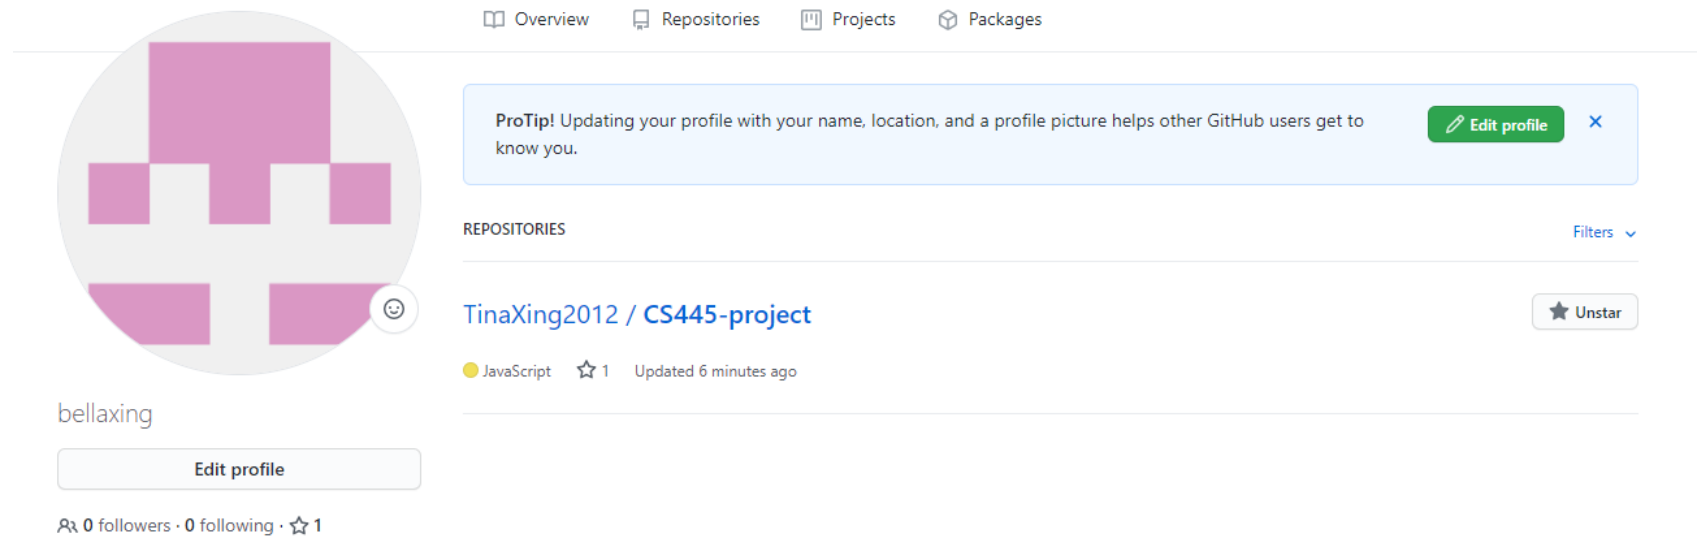 Overview Repositories Projects Packages
ProTip! Updating your profile with your name, location, and a profile picture helps other GitHub users get to
know you.
Edit profile
REPOSITORIES
Filters
TinaXing2012 / CS445-project
Unstar
JavaScript 1 Updated 6 minutes ago
bellaxing
Edit profile
0 followers · 0 following · 1